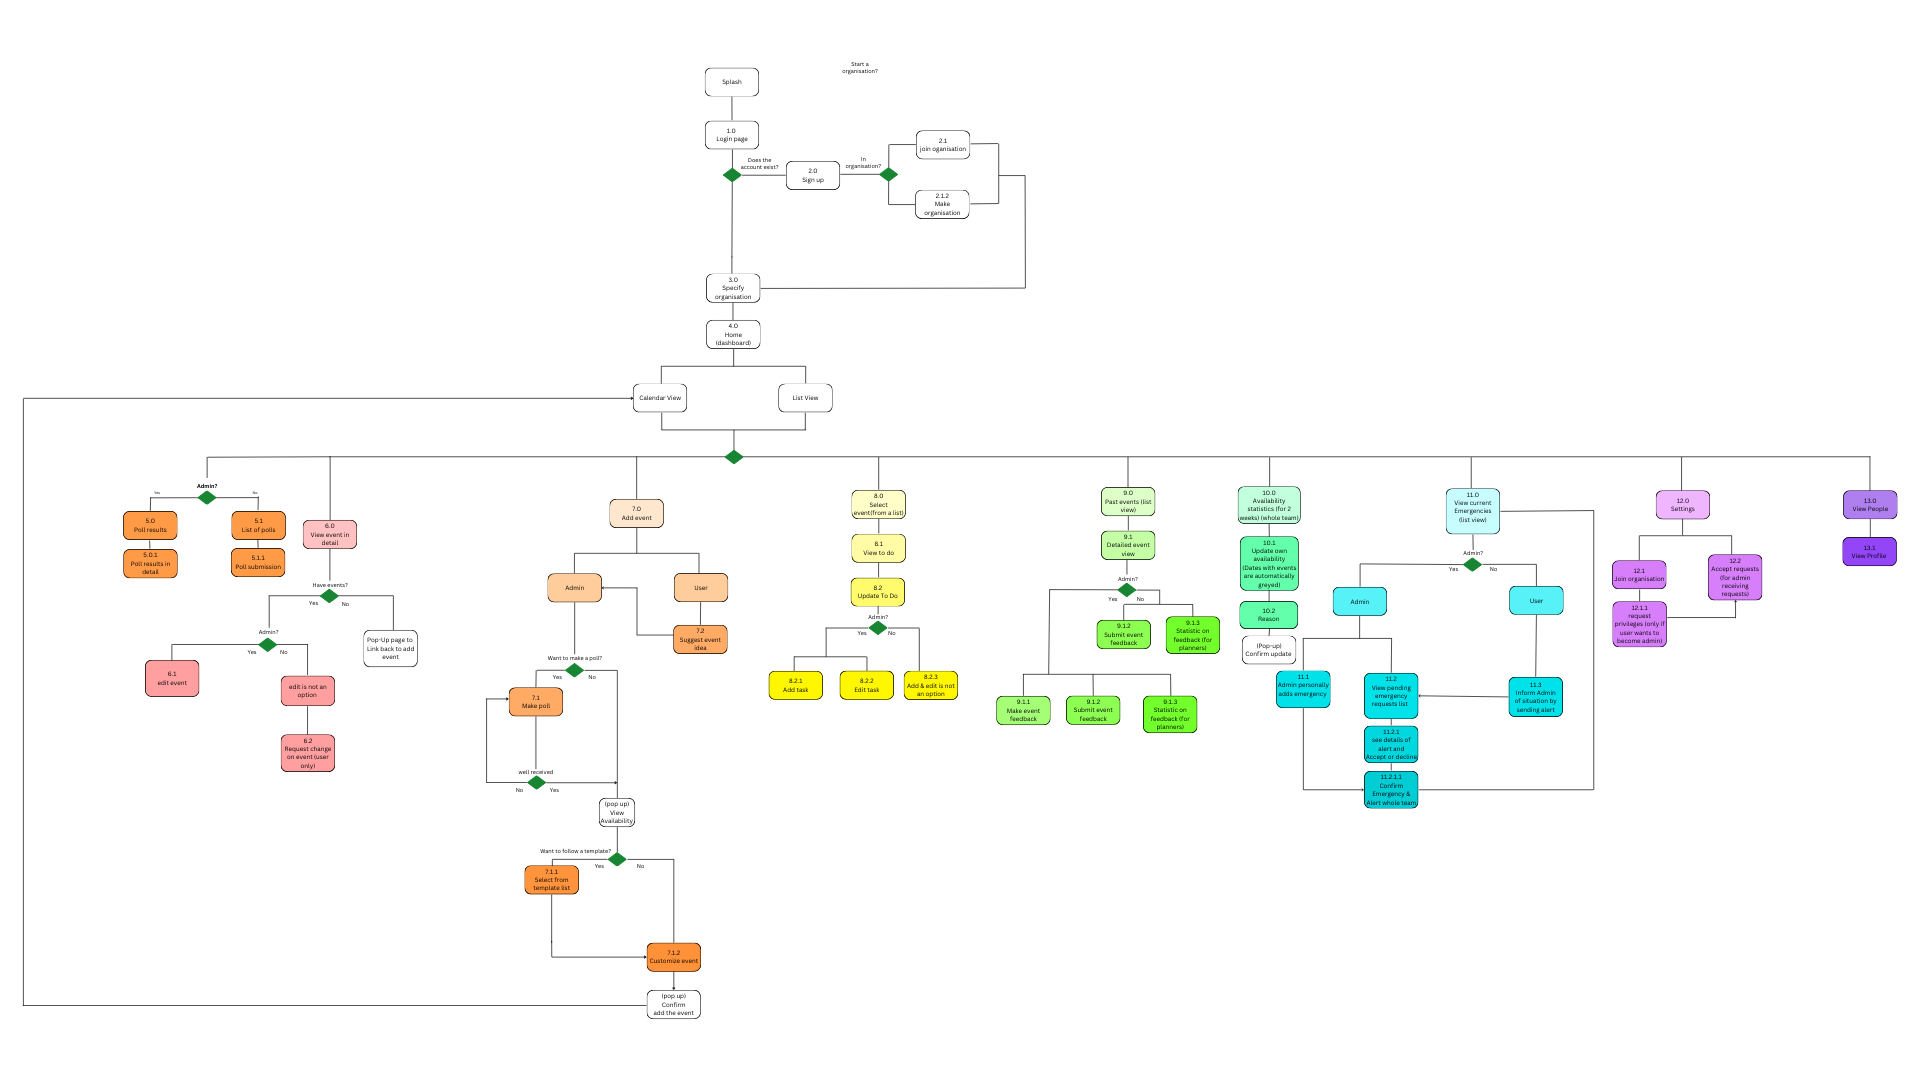 Start a
organisation?
Splash
1.0
Login page
Does the
account exist?
2.0
Sign up
In
organisation?
2.1
join oganisation
2.1.2
Make
organisation
3.0
Specify
organisation
4.0
Home
(dashboard)
Calendar View
List View
Admin?
Yes
No
5.0
Poll results
5.0.1
Poll results in
detail
5.1
List of polls
5.1.1
Poll submission
6.0
View event in
detail
Have events?
Yes
No
Admin?
Yes
No
Pop-Up page to
Link back to add
event
6.1
edit event
edit is not an
option
6.2
Request change
on event (user
only)
7.0
Add event
Admin
User
7.2
Suggest event
idea
Want to make a poll?
Yes
No
7.1
Make poll
well received
No
Yes
(pop up)
View
Availability
Want to follow a template?
Yes
No
7.1.1
Select from
template list
7.1.2
Customize event
(pop up)
Confirm
add the event
8.0
Select
event(from a list)
8.1
View to do
8.2
Update To Do
Admin?
Yes
No
8.2.1
Add task
8.2.2
Edit task
8.2.3
Add & edit is not
an option
9.0
Past events (list
view)
9.1
Detailed event
view
Admin?
Yes
No
9.1.2
Submit event
feedback
9.1.3
Statistic on
feedback (for
planners)
9.1.1
Make event
feedback
9.1.2
Submit event
feedback
9.1.3
Statistic on
feedback (for
planners)
10.0
Availability
statistics (for 2
weeks) (whole team)
10.1
Update own
availability
(Dates with events
are automatically
greyed)
10.2
Reason
(Pop-up)
Confirm update
11.0
View current
Emergencies
(list view)
Admin?
Yes
No
Admin
User
11.1
Admin personally
adds emergency
11.2
View pending
emergency
requests list
11.3
Inform Admin
of situation by
sending alert
11.2.1
see details of
alert and
Accept or decline
11.2.1.1
Confirm
Emergency &
Alert whole team
12.0
Settings
12.1
Join organisation
12.1.1
request
privileges (only if
user wants to
become admin)
12.2
Accept requests
(for admin
receiving
requests)
13.0
View People
13.1
View Profile